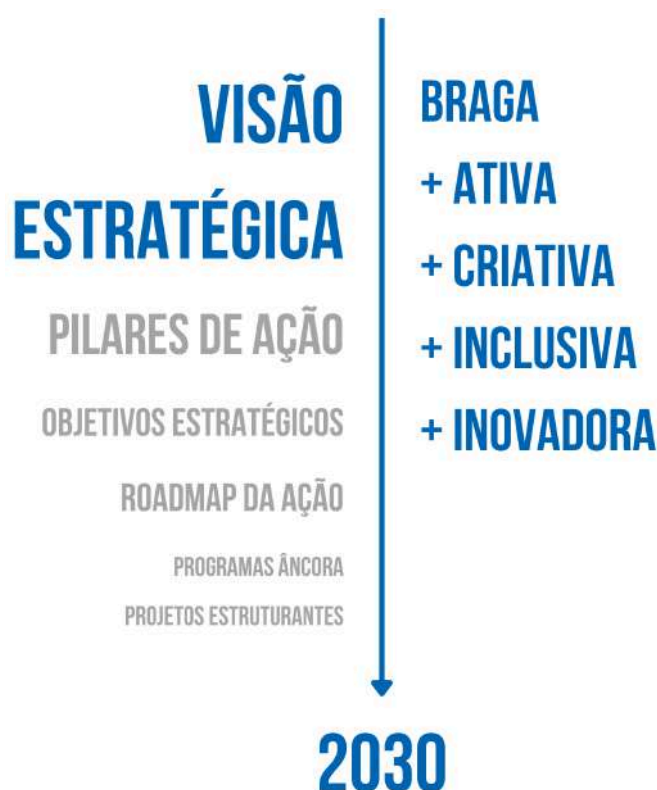 VISÃO
ESTRATÉGICA
PILARES DE AÇÃO
OBJETIVOS ESTRATÉGICOS
ROADMAP DA AÇÃO
PROGRAMAS ÂNCORA
PROJETOS ESTRUTURANTES
BRAGA
+ ATIVA
+ CRIATIVA
+ INCLUSIVA
+ INOVADORA
2030